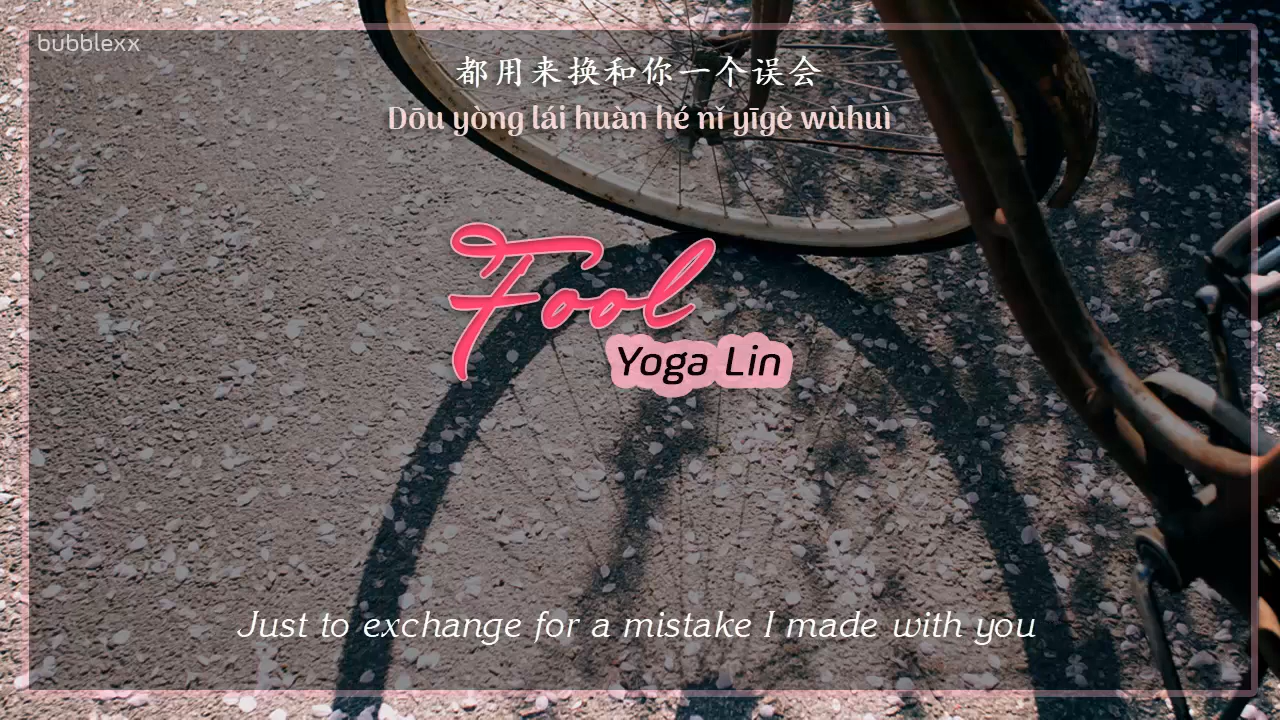 bubblexx
都用来换和你一个误会
Dōu yòng lái huàn hé nǐ yīgè wùhuì
Fool
Yoga Lin
Just to exchange for a mistake I made with you